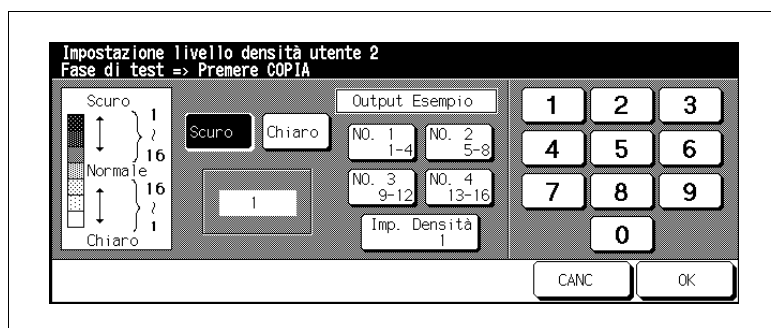 Impostazione livello densità utente 2
Fase di test => Premere COPIA
Scuro
1
~
16
Normale
16
~
1
Chiaro
Scuro
Chiaro
1
Output Esempio
NO. 1
1-4
NO. 2
5-8
NO. 3
9-12
NO. 4
13-16
Imp. Densità
1
1 2 3
4 5 6
7 8 9
0
CANC
OK